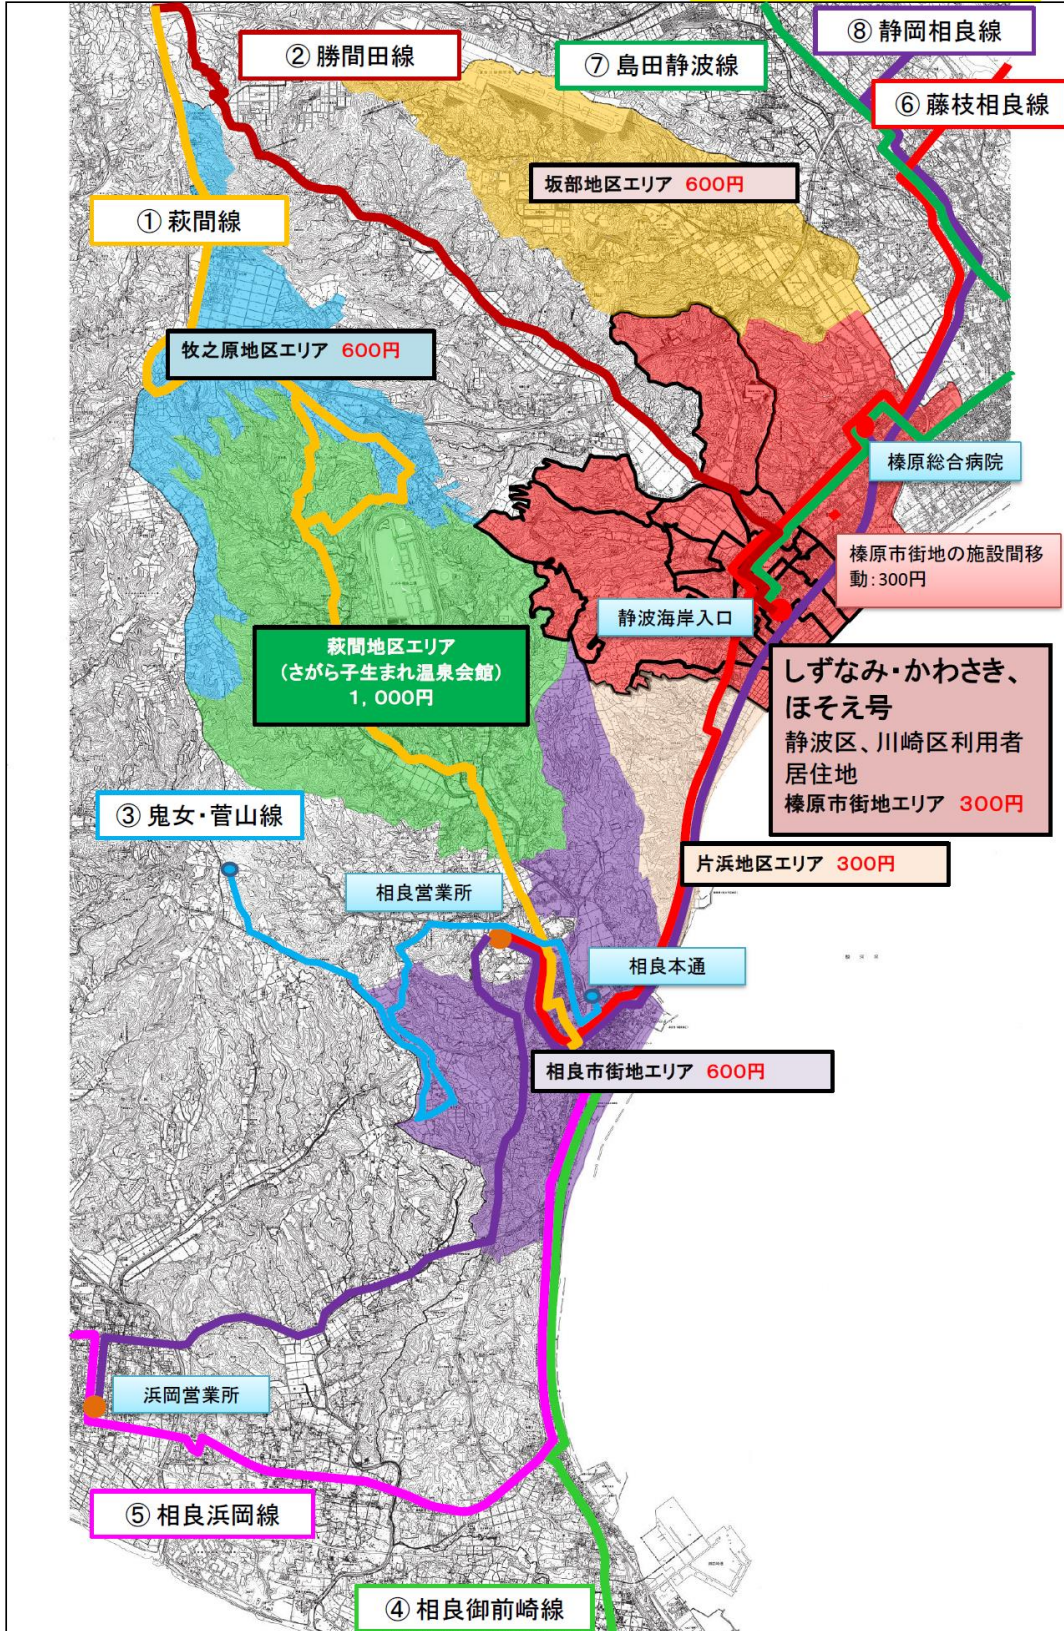 ⑧ 静岡相良線
② 勝間田線
⑦ 島田静波線
⑥ 藤枝相良線
坂部地区エリア 600円
① 萩間線
牧之原地区エリア 600円
榛原総合病院
榛原市街地の施設間移
動:300円
静波海岸入口
萩間地区エリア
(さがら子生まれ温泉会館)
1,000円
しずなみ・かわさき、
ほそえ号
静波区、川崎区利用者
居住地
榛原市街地エリア 300円
③ 鬼女・菅山線
片浜地区エリア 300円
相良営業所
相良本通
相良市街地エリア 600円
浜岡営業所
⑤ 相良浜岡線
④ 相良御前崎線